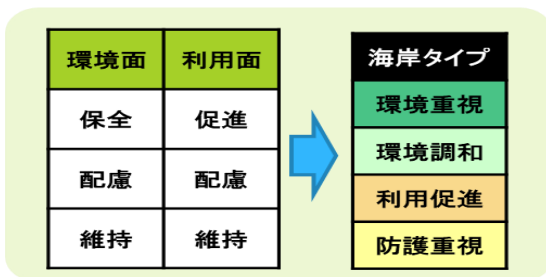 環境面 利用面
保全 促進
配慮 配慮
維持 維持
海岸タイプ
環境重視
環境調和
利用促進
防護重視